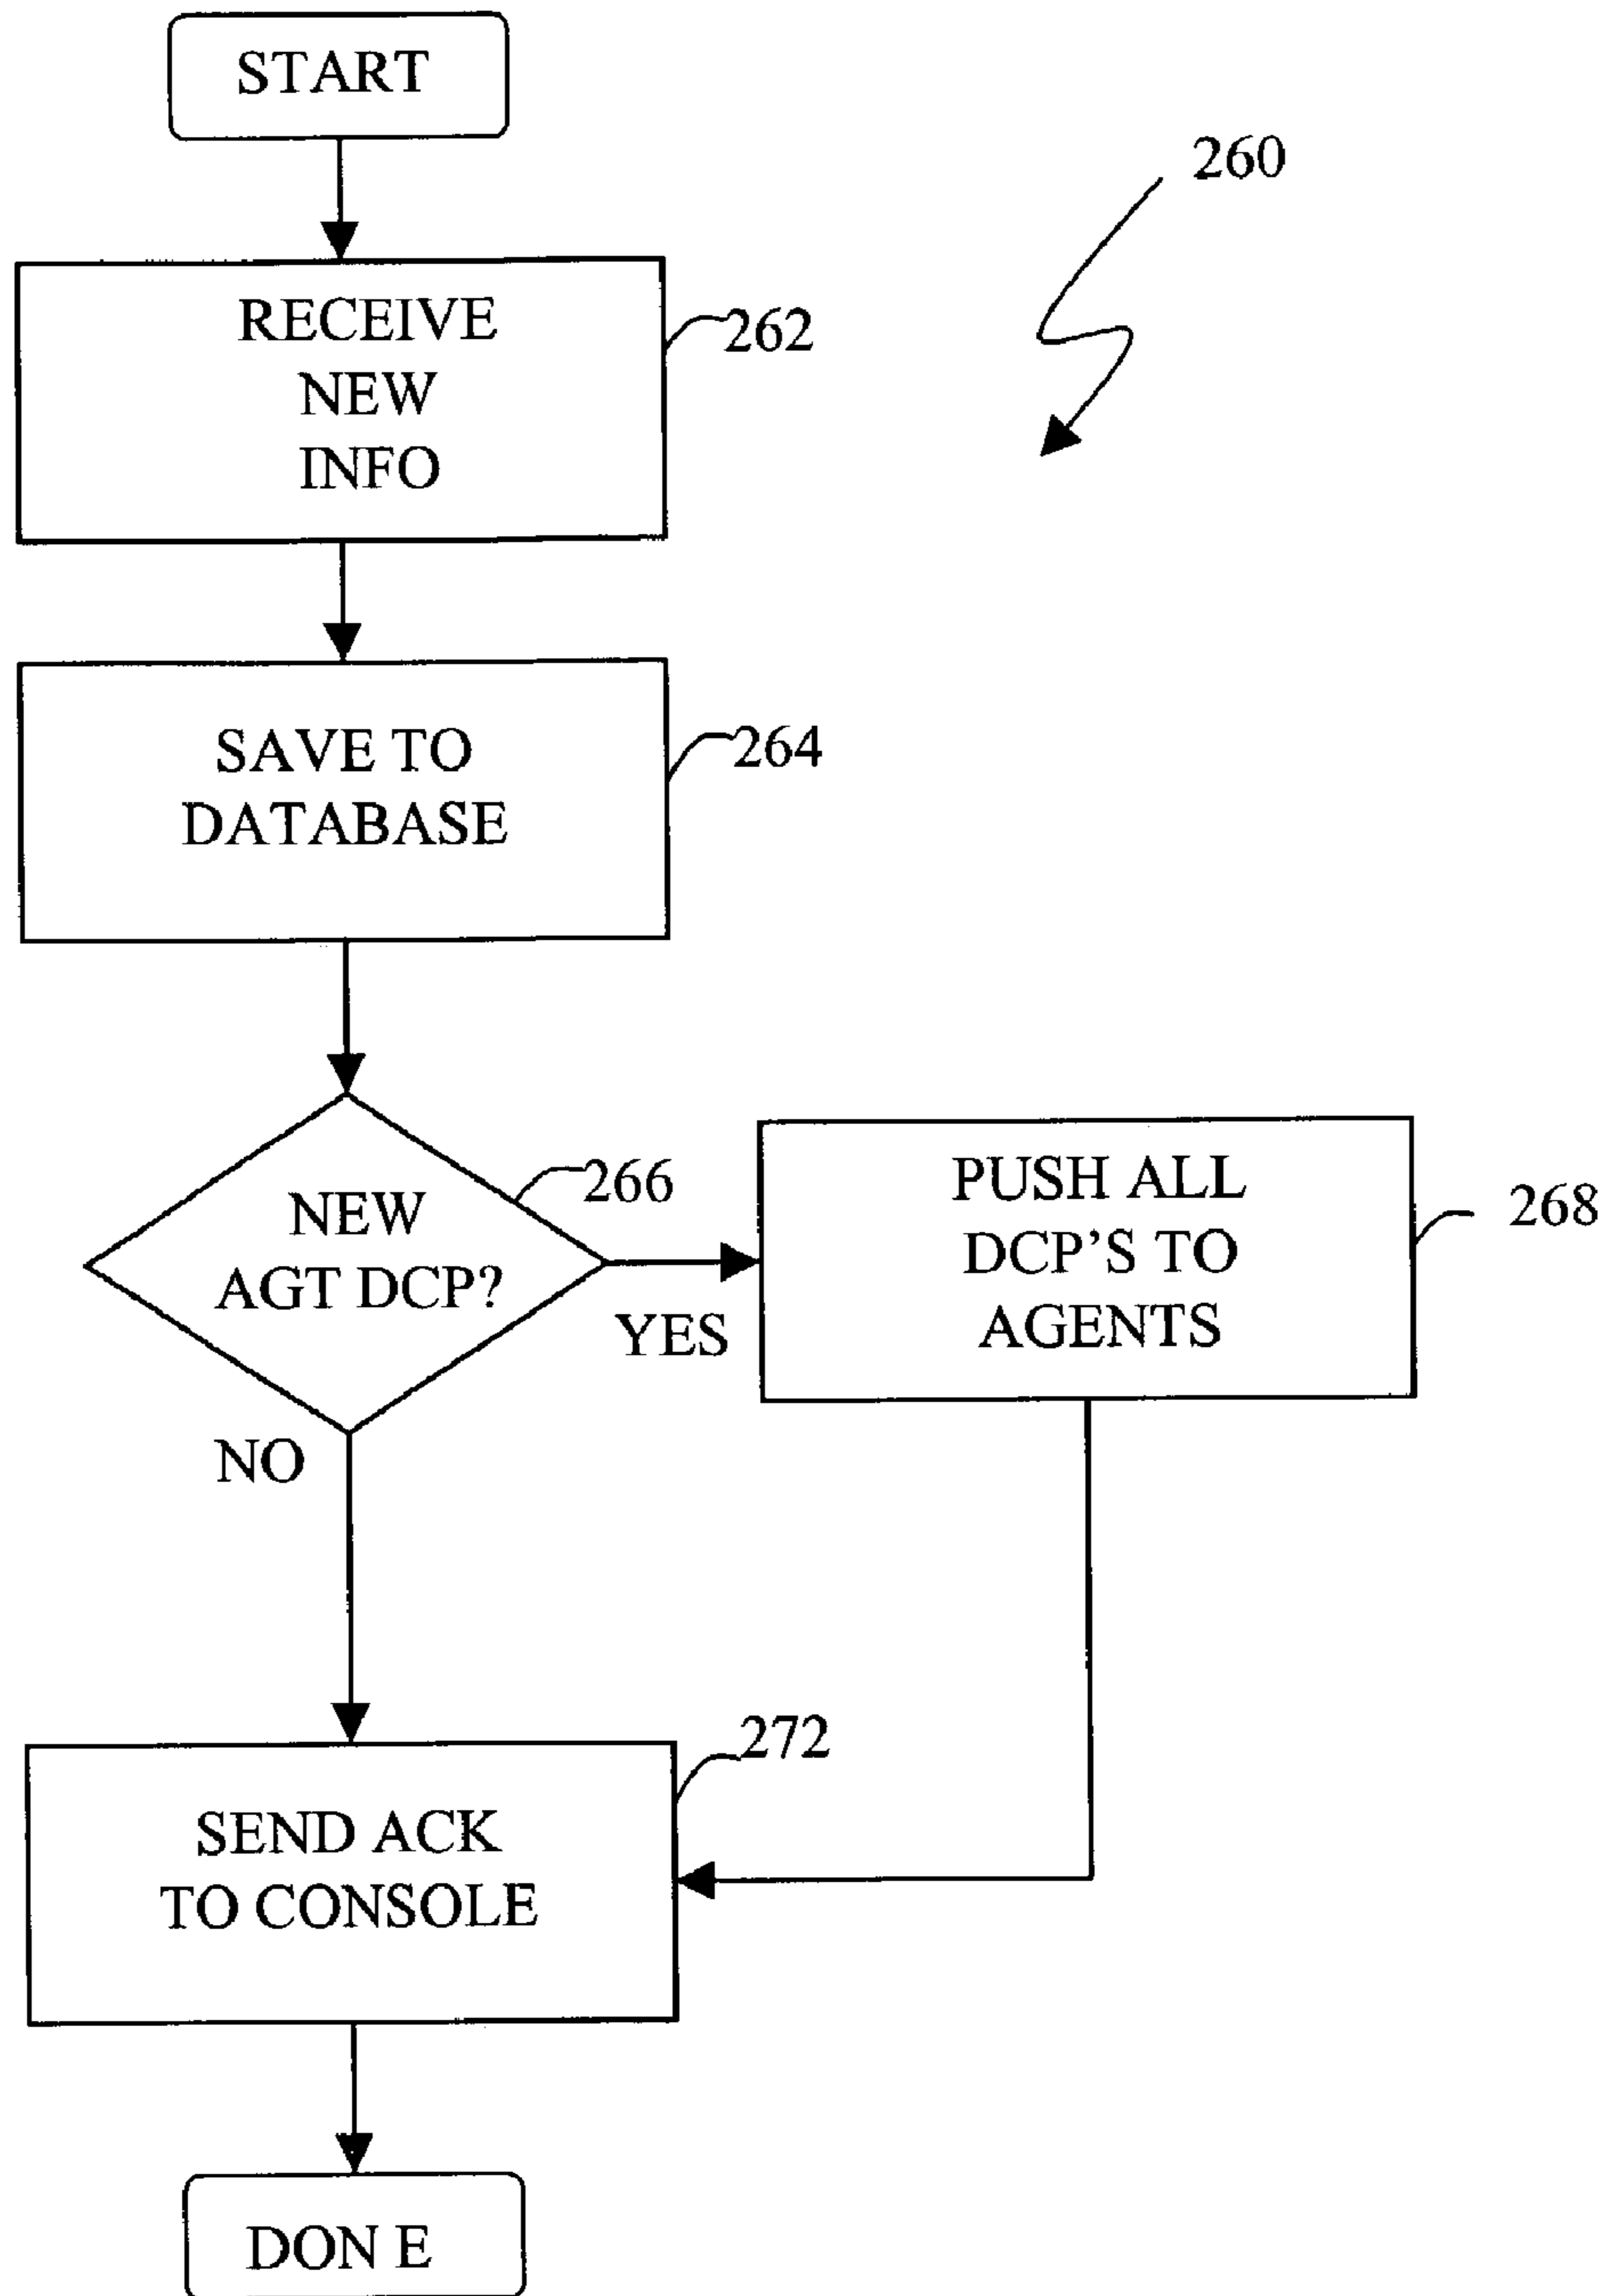 START
260
RECEIVE
NEW
INFO
262
SAVE TO
DATABASE
264
NEW
AGT DCP?
266
YES
NO
PUSH ALL
DCP'S TO
AGENTS
268
SEND ACK
TO CONSOLE
272
DON E